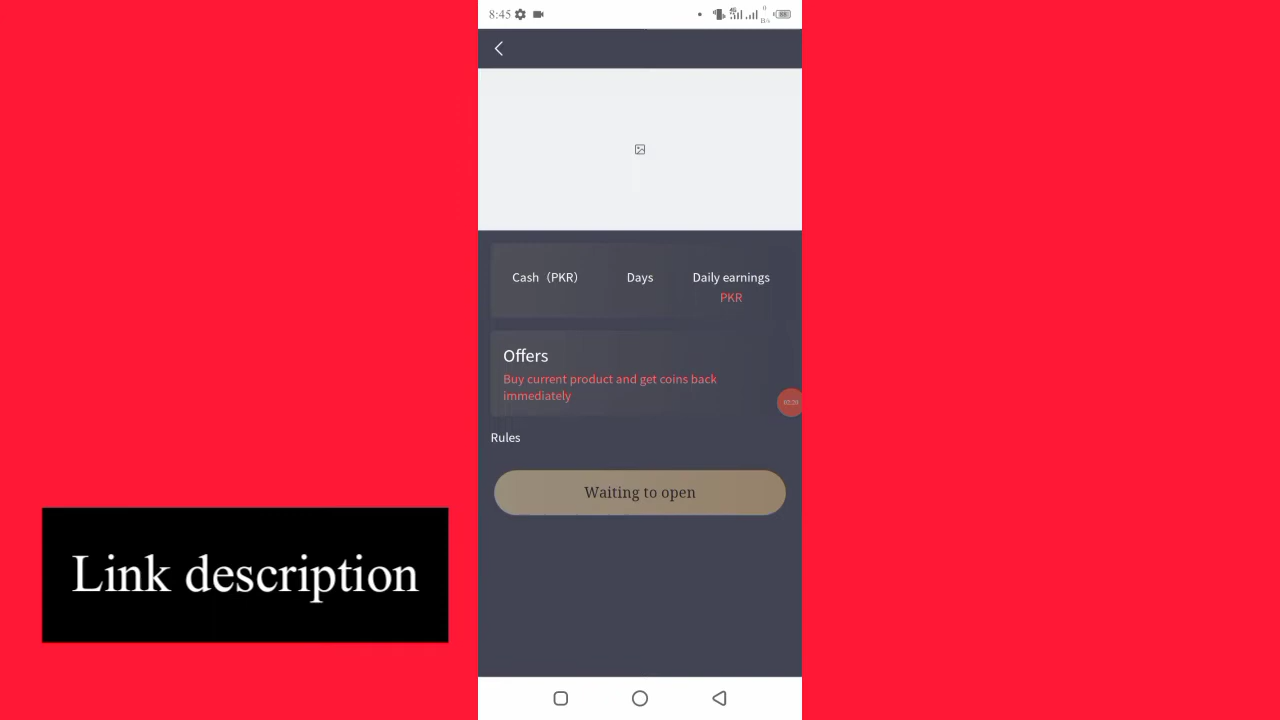 8:45
Cash（PKR） Days Daily earnings
PKR
Offers
Buy current product and get coins back
immediately
Rules
Waiting to open
Link description